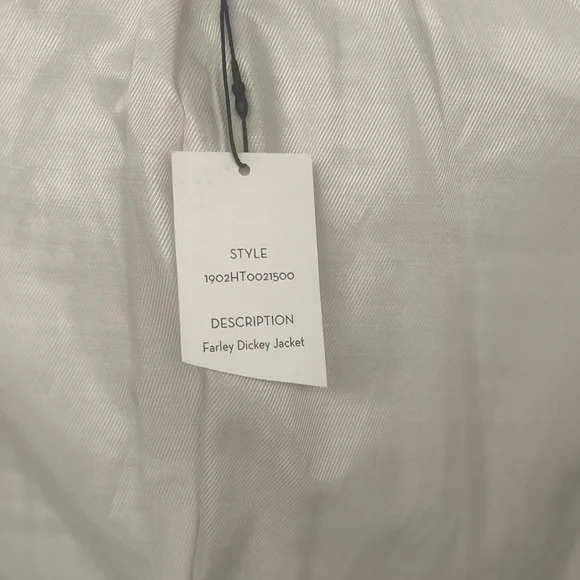 STYLE
1902HT0021500
DESCRIPTION
Farley Dickey Jacket